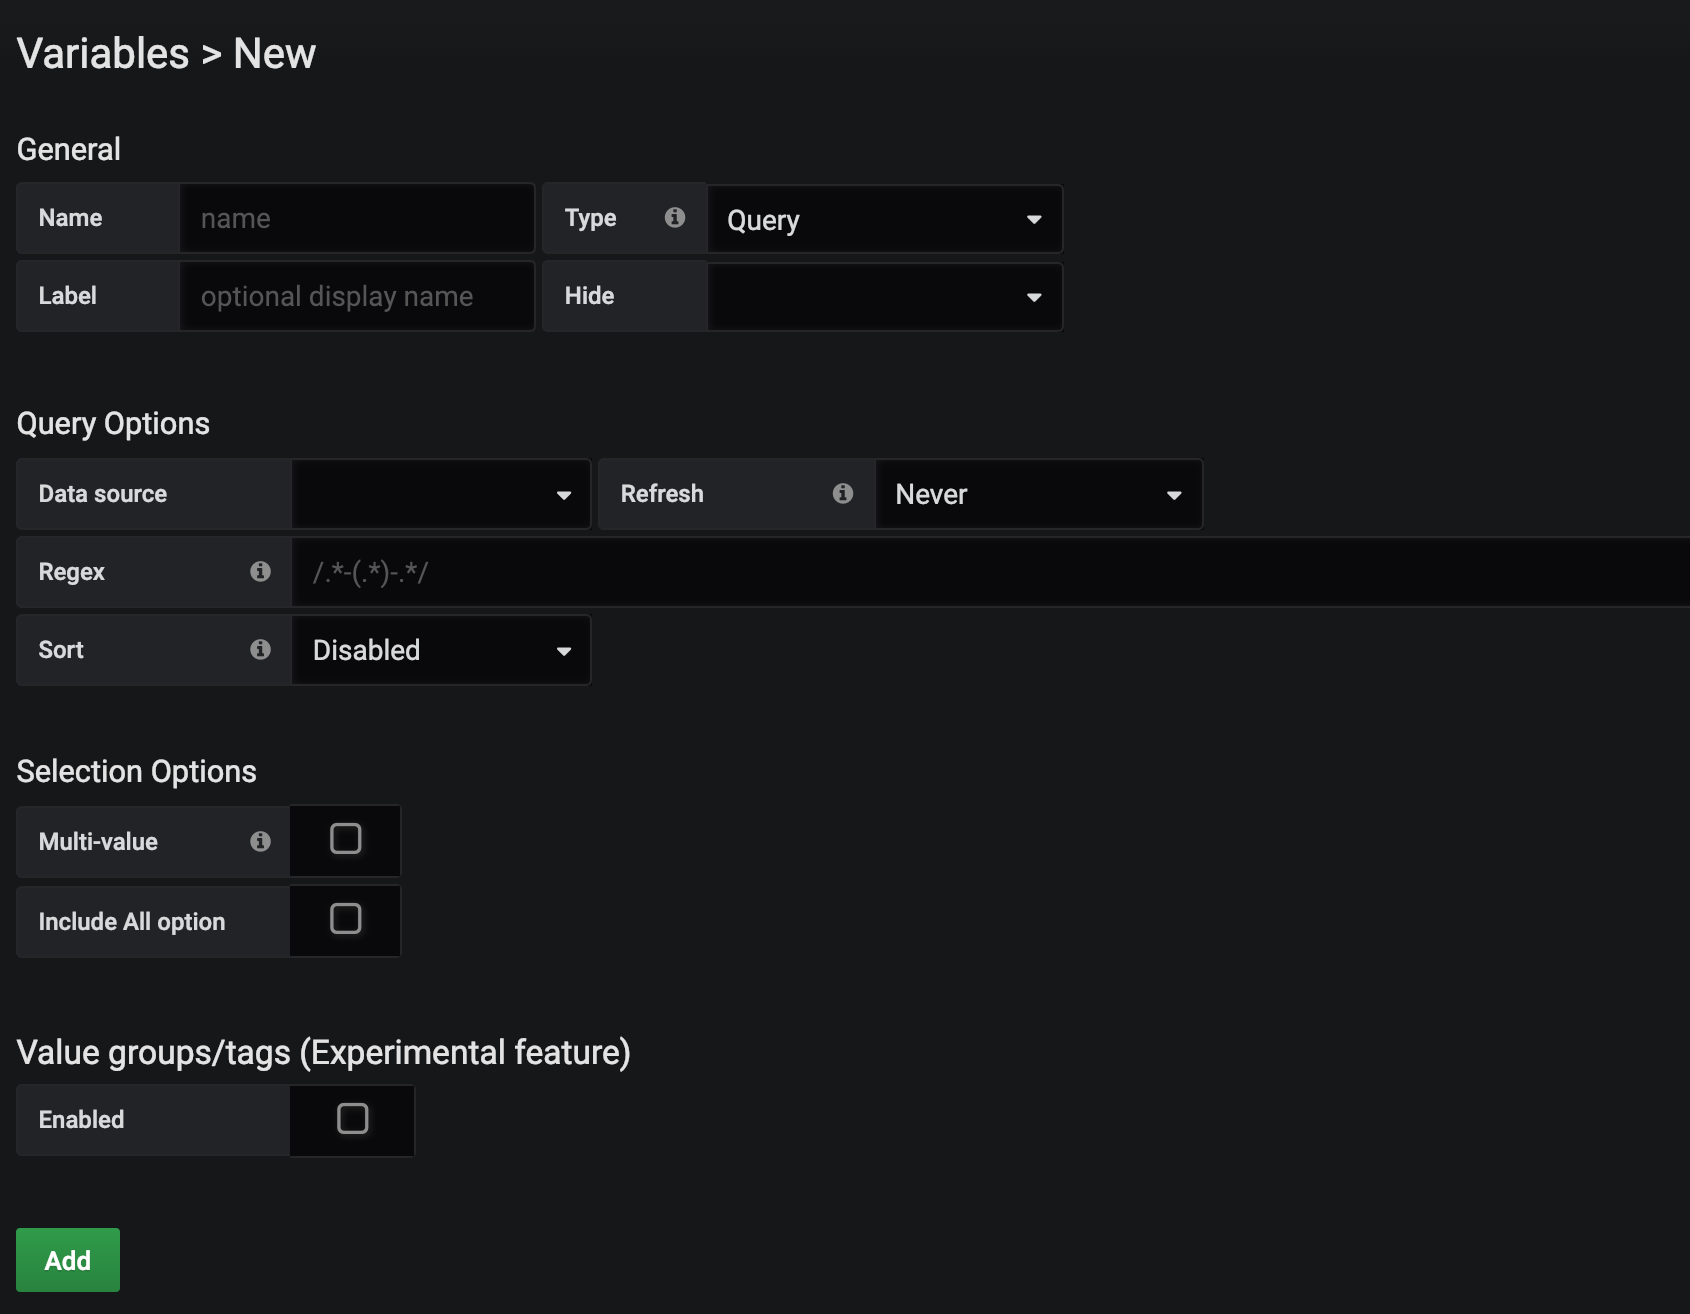 Variables > New
General
Name name Type Query
Label optional display name Hide
Query Options
Data source Refresh Never
Regex /.*-(.*)-.*/
Sort Disabled
Selection Options
Multi-value
Include All option
Value groups/tags (Experimental feature)
Enabled
Add